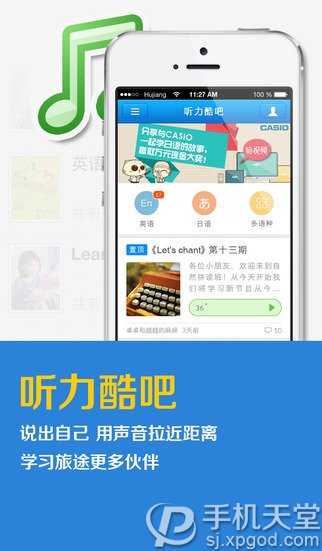 Hujiang
11:27 AM
听力酷吧
分享与CASIO
一起学日语的故事，
赢取万元现金大奖！
短视频
CASIO
En
17
あ
英语
日语
多语种
置顶
《Let's chant》第十三期
各位小朋友，欢迎来到自
然拼读班！从今天开始我
们将学习新节目从今...
36"
卓卓和越越的麻麻
3天前
10
英语
共有
Lear
共有
听力酷吧
说出自己 用声音拉近距离
学习旅途更多伙伴
手机天堂
sj.xpgod.com